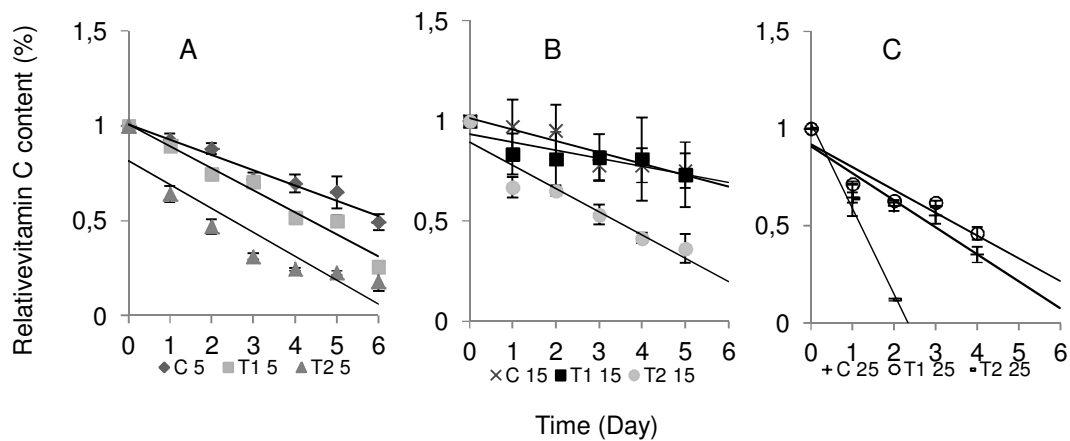 Relativevitamin C content (%)
1,5
1
0,5
0
A
0 1 2 3 4 5 6
C 5 T1 5 T2 5
1,5
1,0
0,5
0
B
0 1 2 3 4 5 6
C 15 T1 15 T2 15
1,5
1
0,5
0
C
0 1 2 3 4 5 6
C 25 T1 25 T2 25
Time (Day)